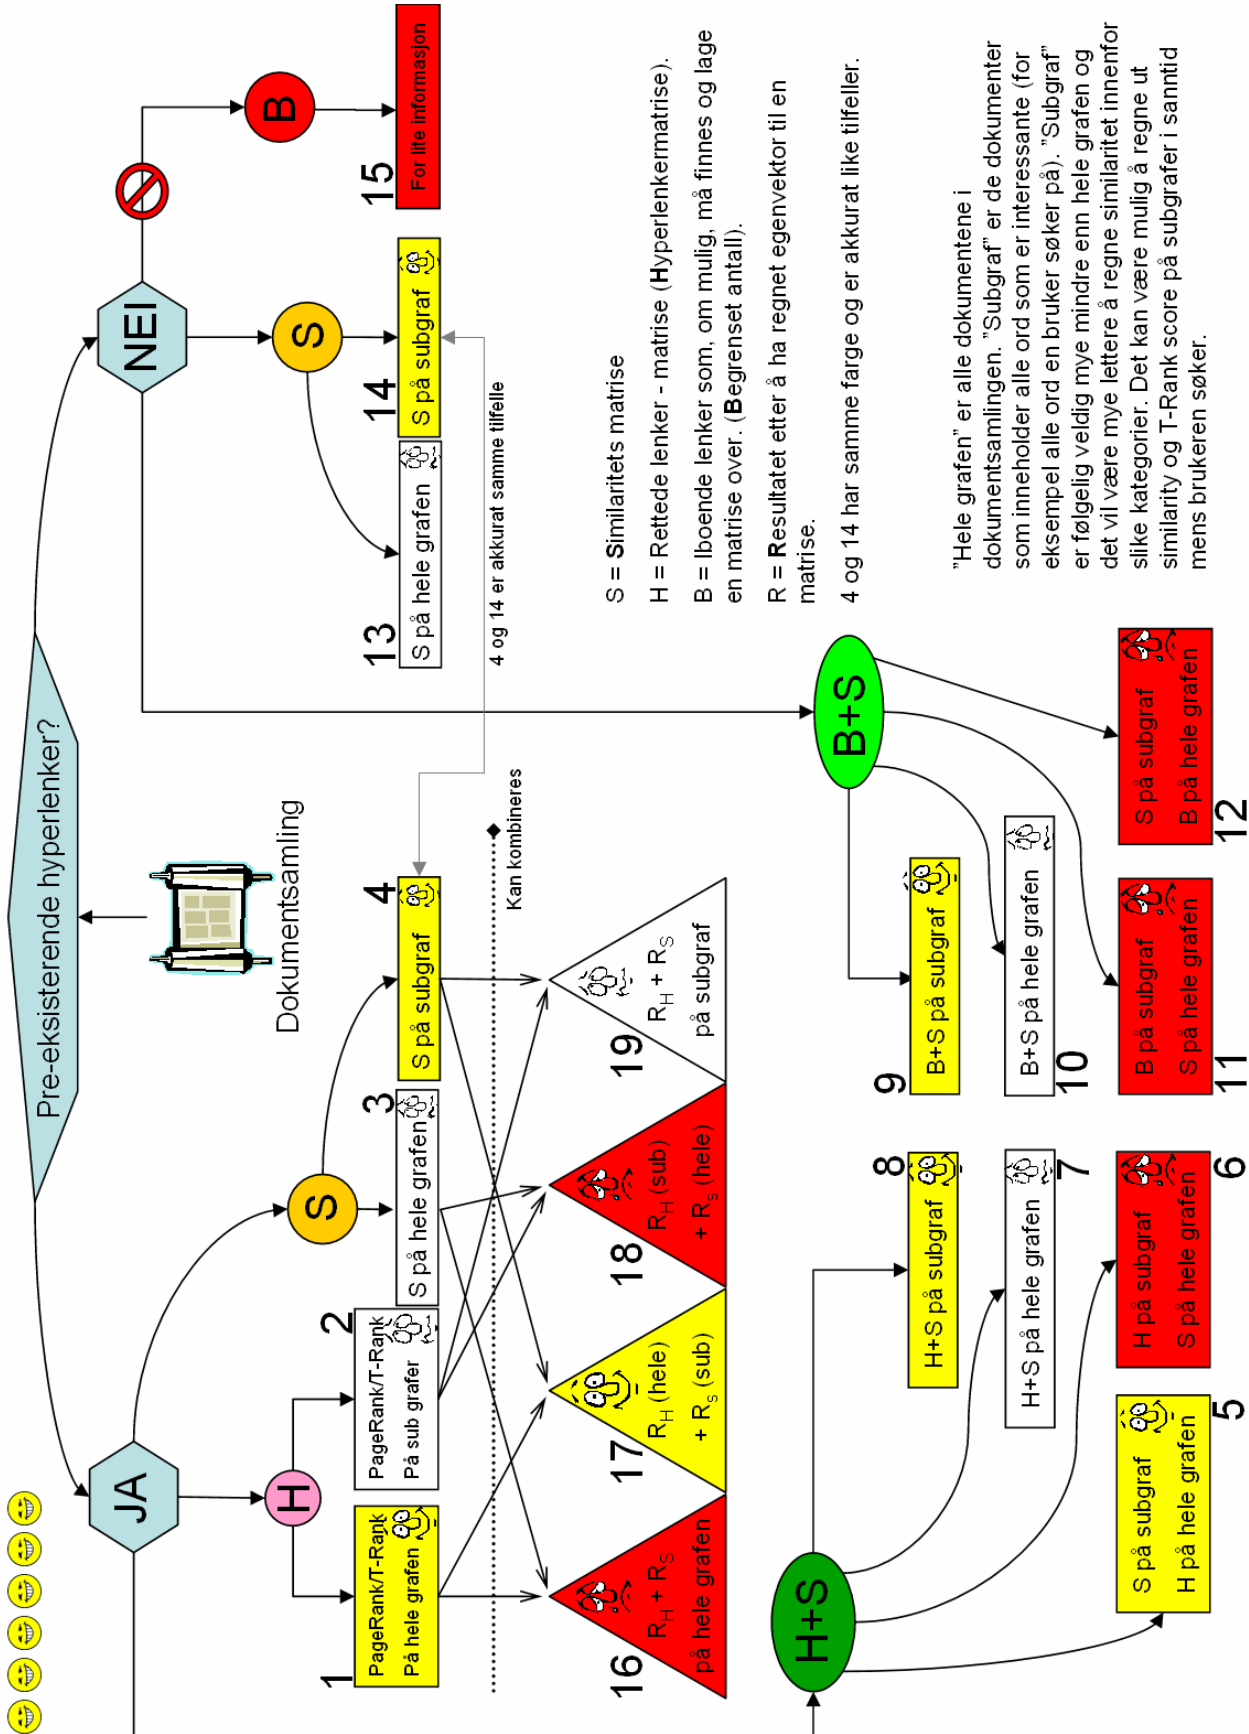 Pre-eksisterende hyperlenker?
Dokumentsamling
JA
NEI
H
S
S
B
1
PageRank/T-Rank
På hele grafen
2
PageRank/T-Rank
På sub grafer
3
S på hele grafen
4
S på subgraf
13
S på hele grafen
14
S på subgraf
15
For lite informasjon
4 og 14 er akkurat samme tilfelle
Kan kombineres
16
R_H + R_S
på hele grafen
17
R_H (hele)
+ R_s (sub)
18
R_H (sub)
+ R_s (hele)
19
R_H + R_S
på subgraf
S = Similaritets matrise
H = Rettede lenker - matrise (Hyperlenkermatrise).
B = Iboende lenker som, om mulig, må finnes og lage
en matrise over. (Begrenset antall).
R = Resultatet etter å ha regnet egenvektor til en
matrise.
4 og 14 har samme farge og er akkurat like tilfeller.
H+S
B+S
8
H+S på subgraf
7
H+S på hele grafen
5
S på subgraf
H på hele grafen
6
H på subgraf
S på hele grafen
9
B+S på subgraf
10
B+S på hele grafen
11
B på subgraf
S på hele grafen
12
S på subgraf
B på hele grafen
"Hele grafen" er alle dokumentene i
dokumentsamlingen. "Subgraf" er de dokumenter
som inneholder alle ord som er interessante (for
eksempel alle ord en bruker søker på). "Subgraf"
er følgelig veldig mye mindre enn hele grafen og
det vil være mye lettere å regne similaritet innenfor
slike kategorier. Det kan være mulig å regne ut
similarity og T-Rank score på subgrafer i sanntid
mens brukeren søker.